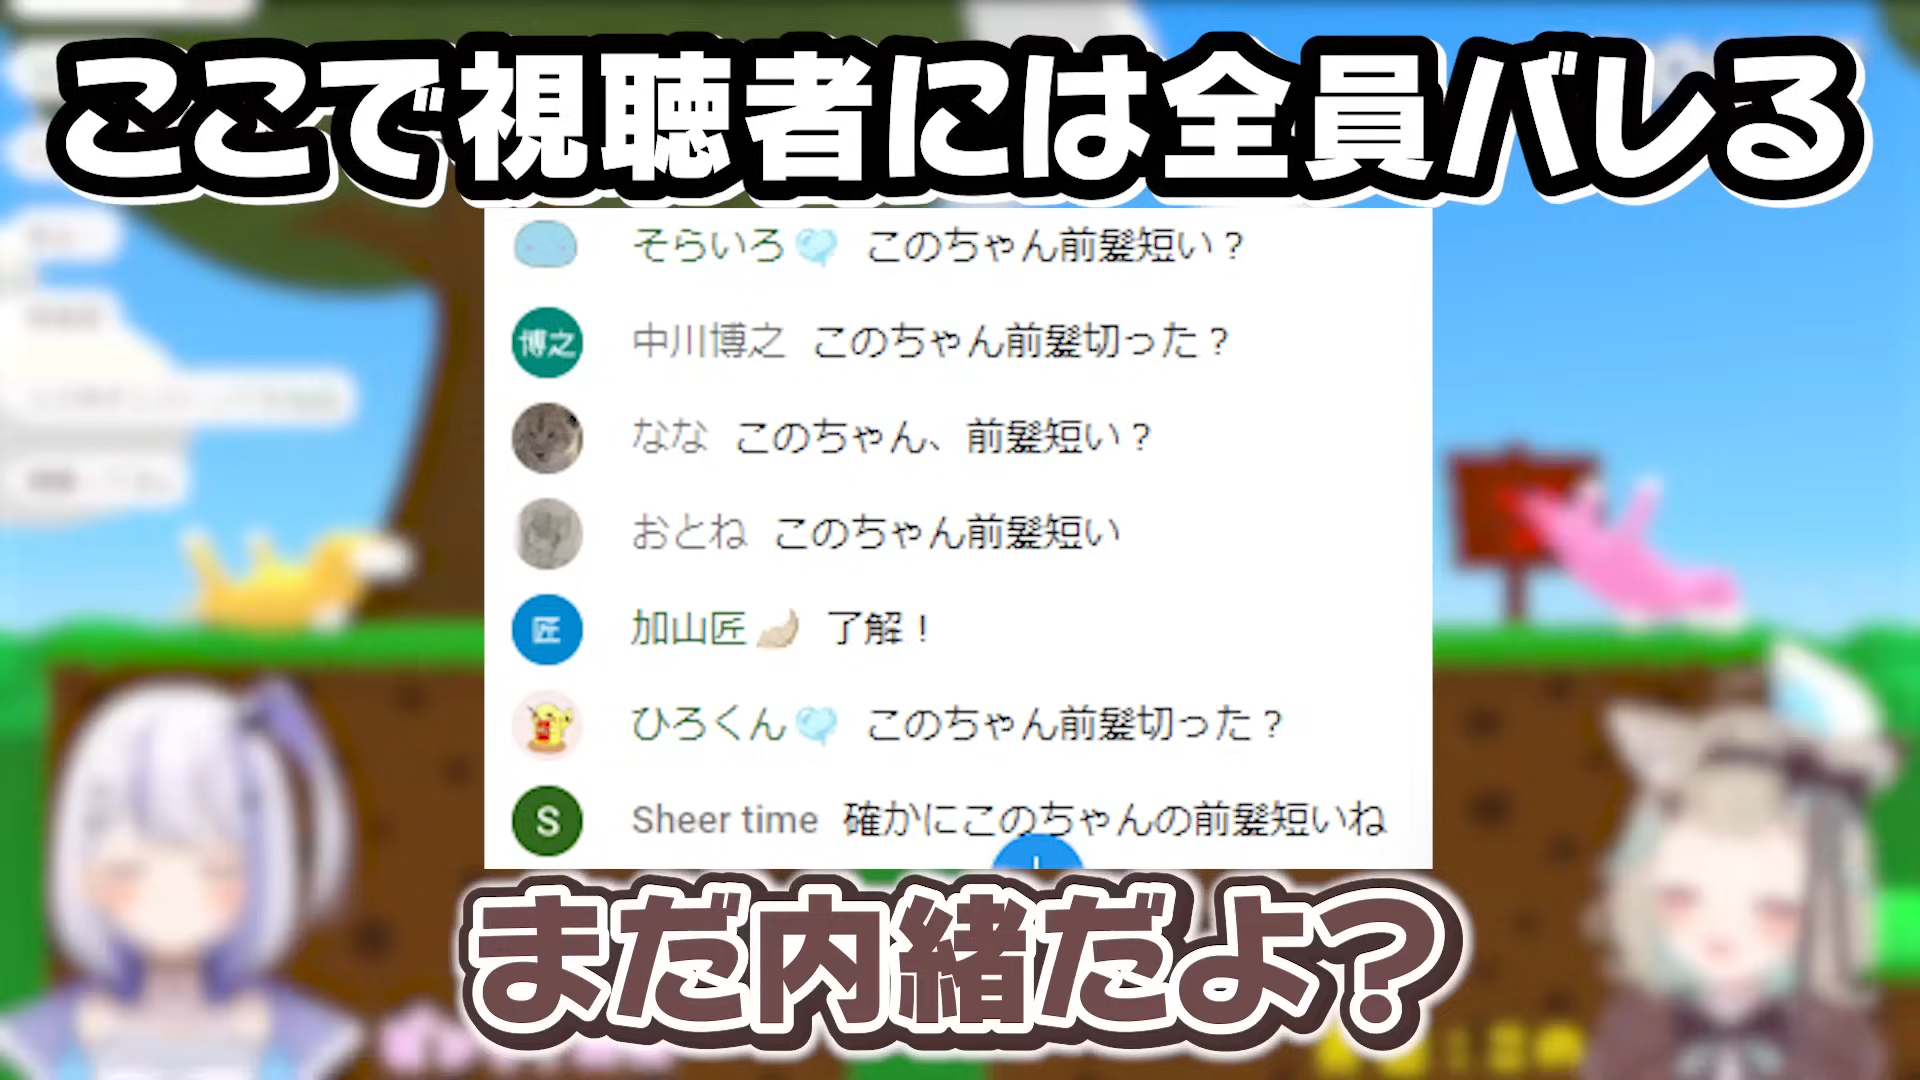 ここで視聴者には全員バレる
そらいろ このちゃん前髪短い？
博之 中川博之 このちゃん前髪切った？
なな このちゃん、前髪短い？
おとね このちゃん前髪短い
匠 加山匠 了解！
ひろくん このちゃん前髪切った？
S Sheer time 確かにこのちゃんの前髪短いね
まだ内緒だよ？